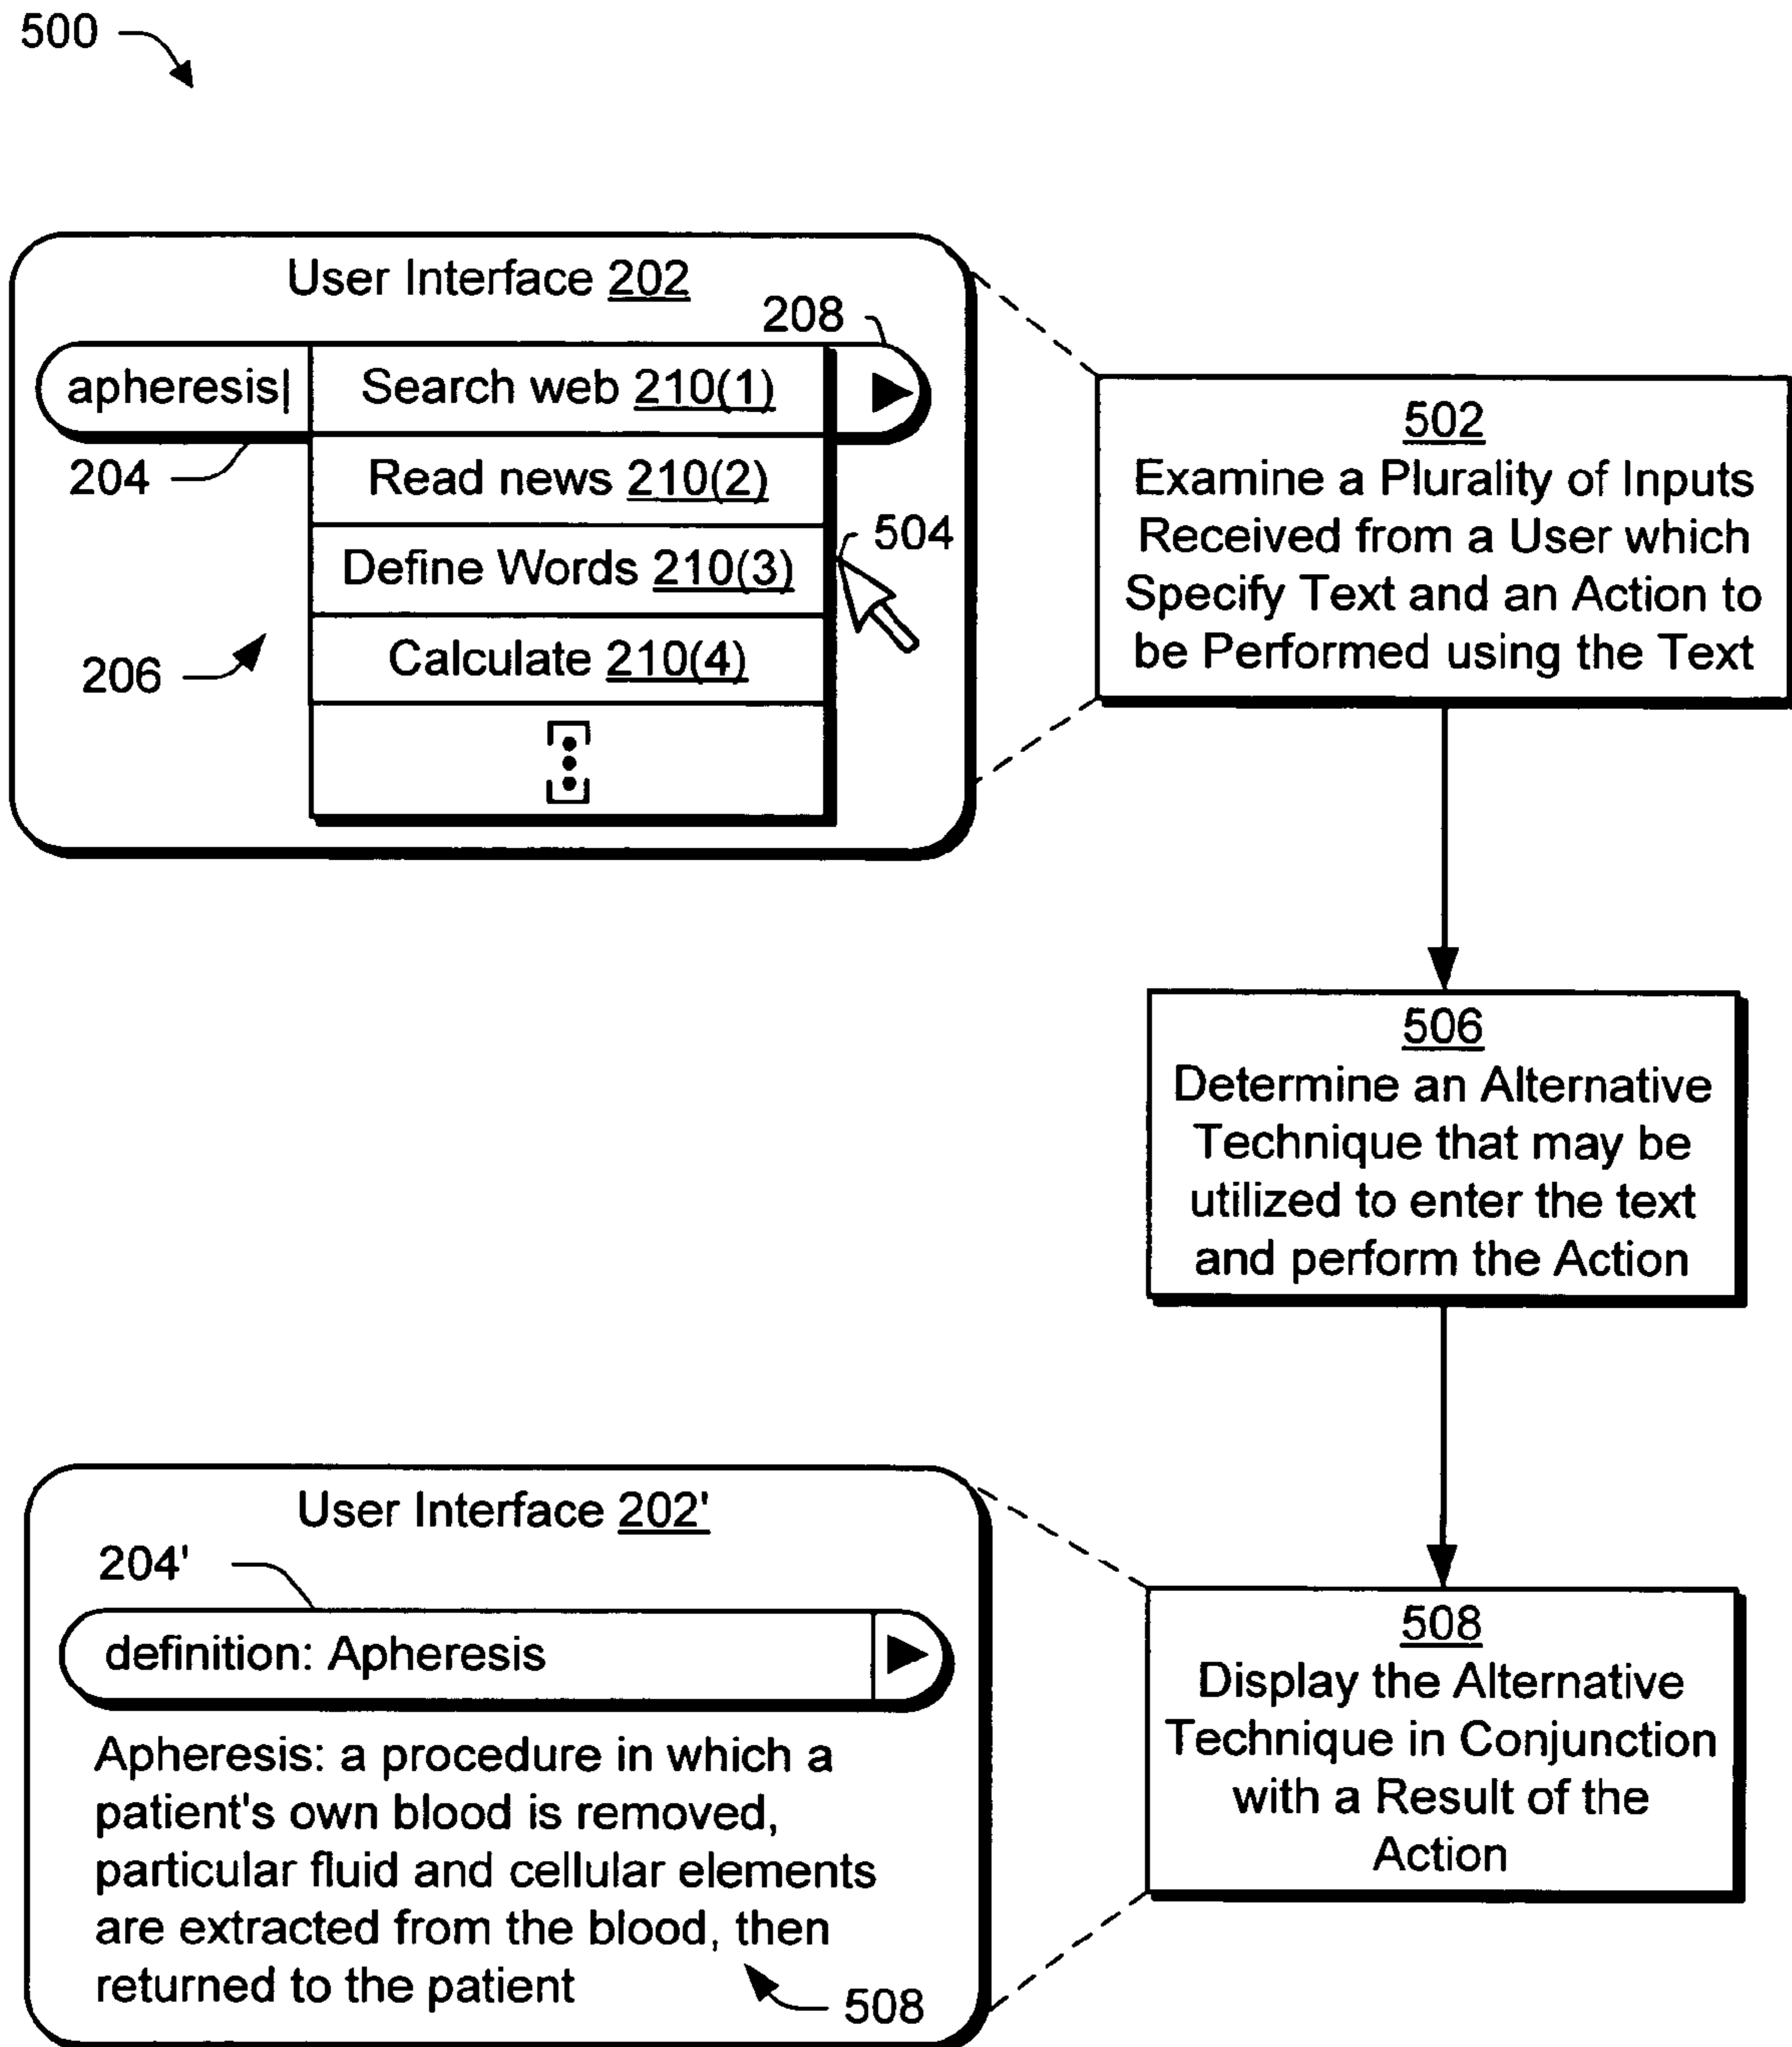 500
User Interface 202
208
apheresis|
Search web 210(1)
204
Read news 210(2)
504
Define Words 210(3)
206
Calculate 210(4)
502
Examine a Plurality of Inputs
Received from a User which
Specify Text and an Action to
be Performed using the Text
506
Determine an Alternative
Technique that may be
utilized to enter the text
and perform the Action
User Interface 202'
204'
definition: Apheresis
Apheresis: a procedure in which a
patient's own blood is removed,
particular fluid and cellular elements
are extracted from the blood, then
returned to the patient
508
508
Display the Alternative
Technique in Conjunction
with a Result of the
Action